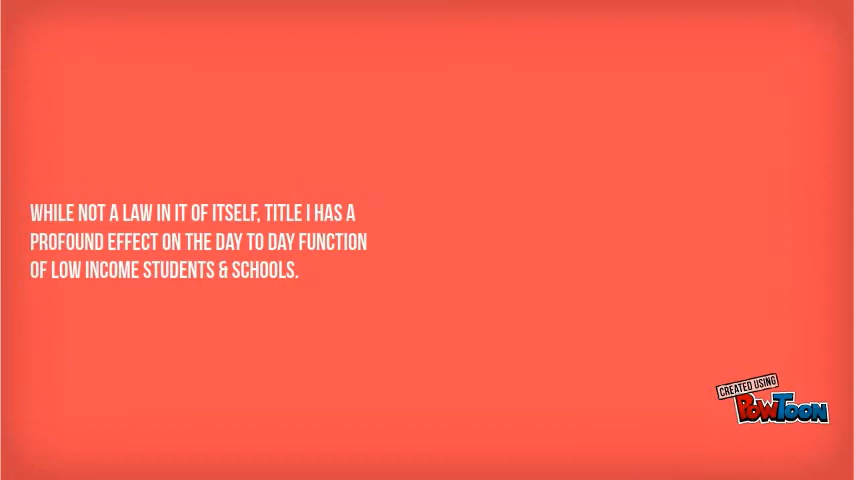 WHILE NOT A LAW IN IT OF ITSELF, TITLE I HAS A
PROFOUND EFFECT ON THE DAY TO DAY FUNCTION
OF LOW INCOME STUDENTS & SCHOOLS.
CREATED USING
POWTOON